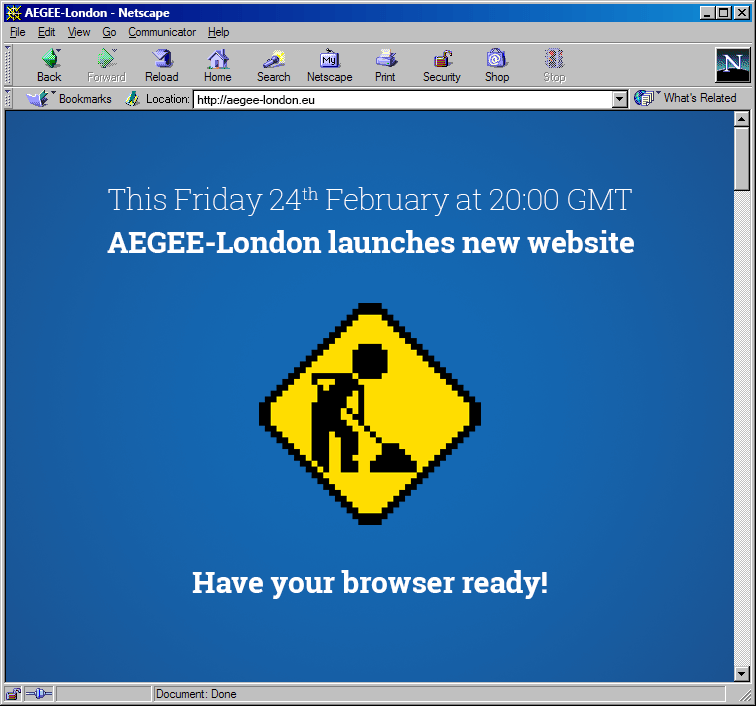 AEGEE-London - Netscape
File Edit View Go Communicator Help
Back Forward Reload Home Search Netscape Print Security Shop Stop
My
N
Bookmarks Location: http://aegee-london.eu What's Related
This Friday 24th February at 20:00 GMT
AEGEE-London launches new website
Have your browser ready!
Document: Done